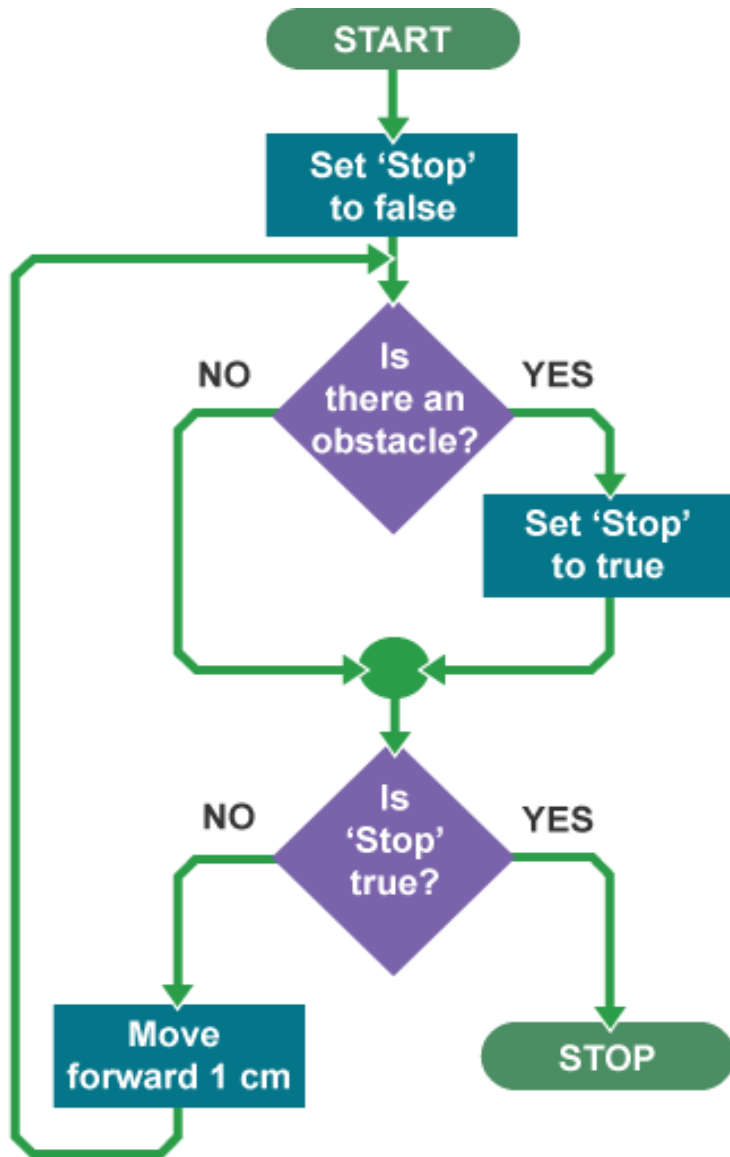 START
Set ‘Stop’
to false
Is
there an
obstacle?
NO
YES
Set ‘Stop’
to true
Is
‘Stop’
true?
NO
YES
Move
forward 1 cm
STOP